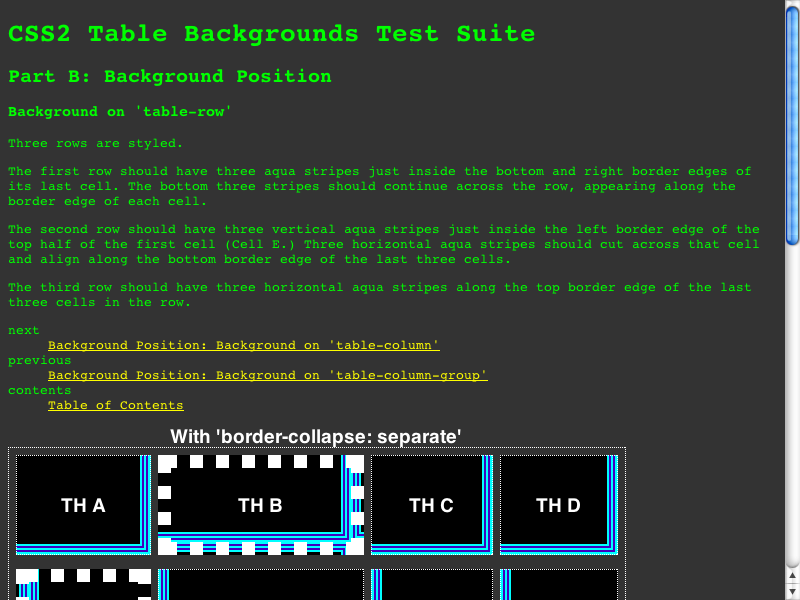 CSS2 Table Backgrounds Test Suite
Part B: Background Position
Background on 'table-row'
Three rows are styled.
The first row should have three aqua stripes just inside the bottom and right border edges of
its last cell. The bottom three stripes should continue across the row, appearing along the
border edge of each cell.
The second row should have three vertical aqua stripes just inside the left border edge of the
top half of the first cell (Cell E.) Three horizontal aqua stripes should cut across that cell
and align along the bottom border edge of the last three cells.
The third row should have three horizontal aqua stripes along the top border edge of the last
three cells in the row.
next
Background Position: Background on 'table-column'
previous
Background Position: Background on 'table-column-group'
contents
Table of Contents
With 'border-collapse: separate'
TH A TH B TH C TH D